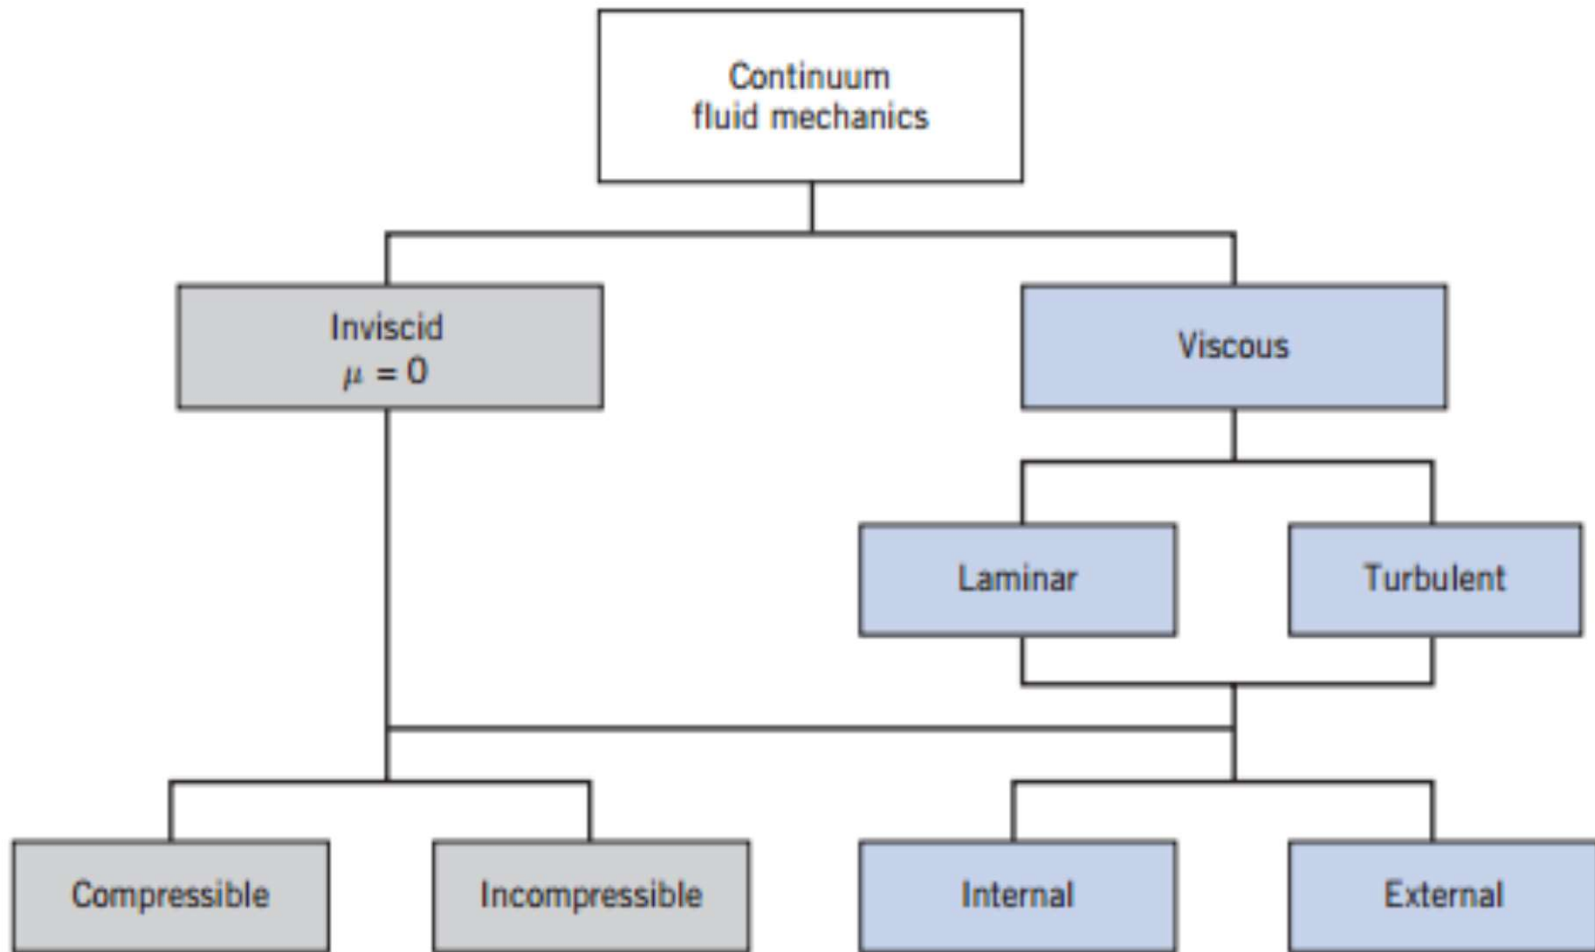 Continuum
fluid mechanics
Inviscid
μ = 0
Viscous
Laminar
Turbulent
Compressible
Incompressible
Internal
External